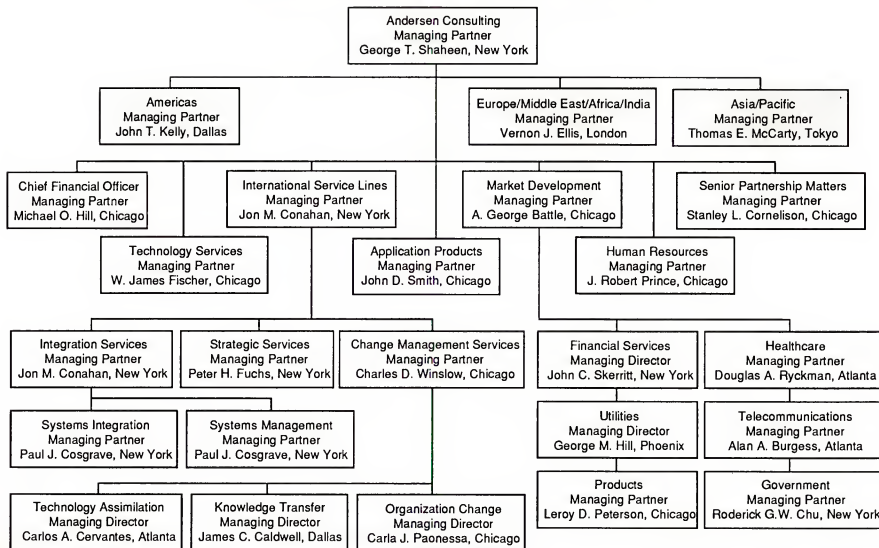 Andersen Consulting
Managing Partner
George T. Shaheen, New York
Americas
Managing Partner
John T. Kelly, Dallas
Europe/Middle East/Africa/India
Managing Partner
Vernon J. Ellis, London
Asia/Pacific
Managing Partner
Thomas E. McCarty, Tokyo
Chief Financial Officer
Managing Partner
Michael O. Hill, Chicago
International Service Lines
Managing Partner
Jon M. Conahan, New York
Market Development
Managing Partner
A. George Battle, Chicago
Senior Partnership Matters
Managing Partner
Stanley L. Cornelison, Chicago
Technology Services
Managing Partner
W. James Fischer, Chicago
Application Products
Managing Partner
John D. Smith, Chicago
Human Resources
Managing Partner
J. Robert Prince, Chicago
Integration Services
Managing Partner
Jon M. Conahan, New York
Strategic Services
Managing Partner
Peter H. Fuchs, New York
Change Management Services
Managing Partner
Charles D. Winslow, Chicago
Financial Services
Managing Director
John C. Skerritt, New York
Healthcare
Managing Partner
Douglas A. Ryckman, Atlanta
Systems Integration
Managing Partner
Paul J. Cosgrave, New York
Systems Management
Managing Partner
Paul J. Cosgrave, New York
Utilities
Managing Director
George M. Hill, Phoenix
Telecommunications
Managing Partner
Alan A. Burgess, Atlanta
Technology Assimilation
Managing Director
Carlos A. Cervantes, Atlanta
Knowledge Transfer
Managing Director
James C. Caldwell, Dallas
Organization Change
Managing Director
Carla J. Paonessa, Chicago
Products
Managing Partner
Leroy D. Peterson, Chicago
Government
Managing Partner
Roderick G.W. Chu, New York